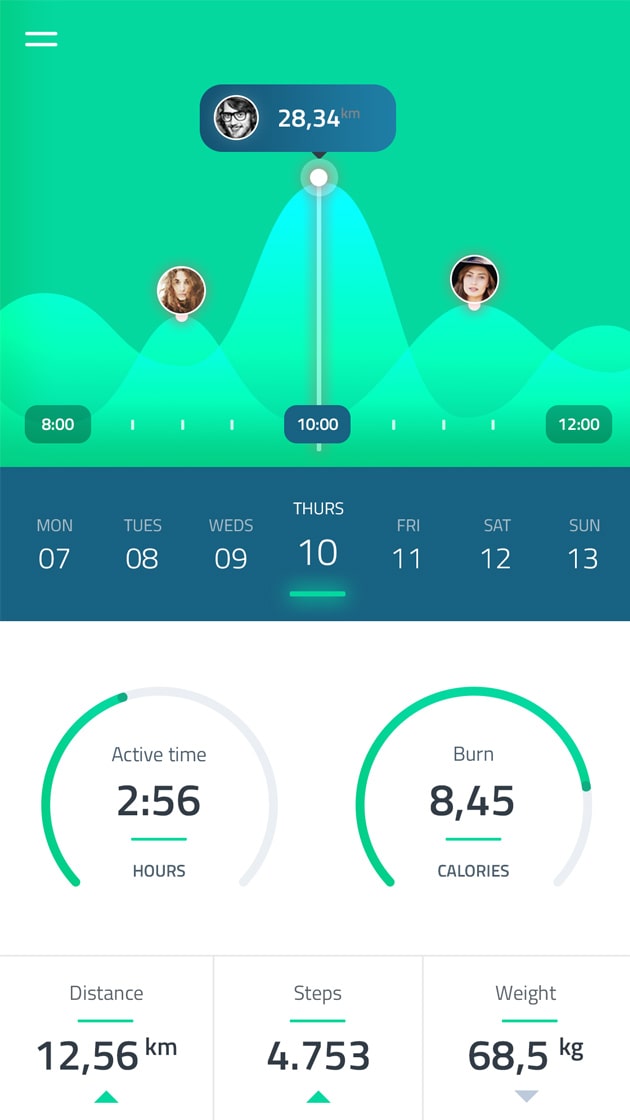 28,34 km
8:00 10:00 12:00
MON TUES WEDS THURS FRI SAT SUN
07 08 09 10 11 12 13
Active time
2:56
HOURS
Burn
8,45
CALORIES
Distance
12,56 km
Steps
4.753
Weight
68,5 kg